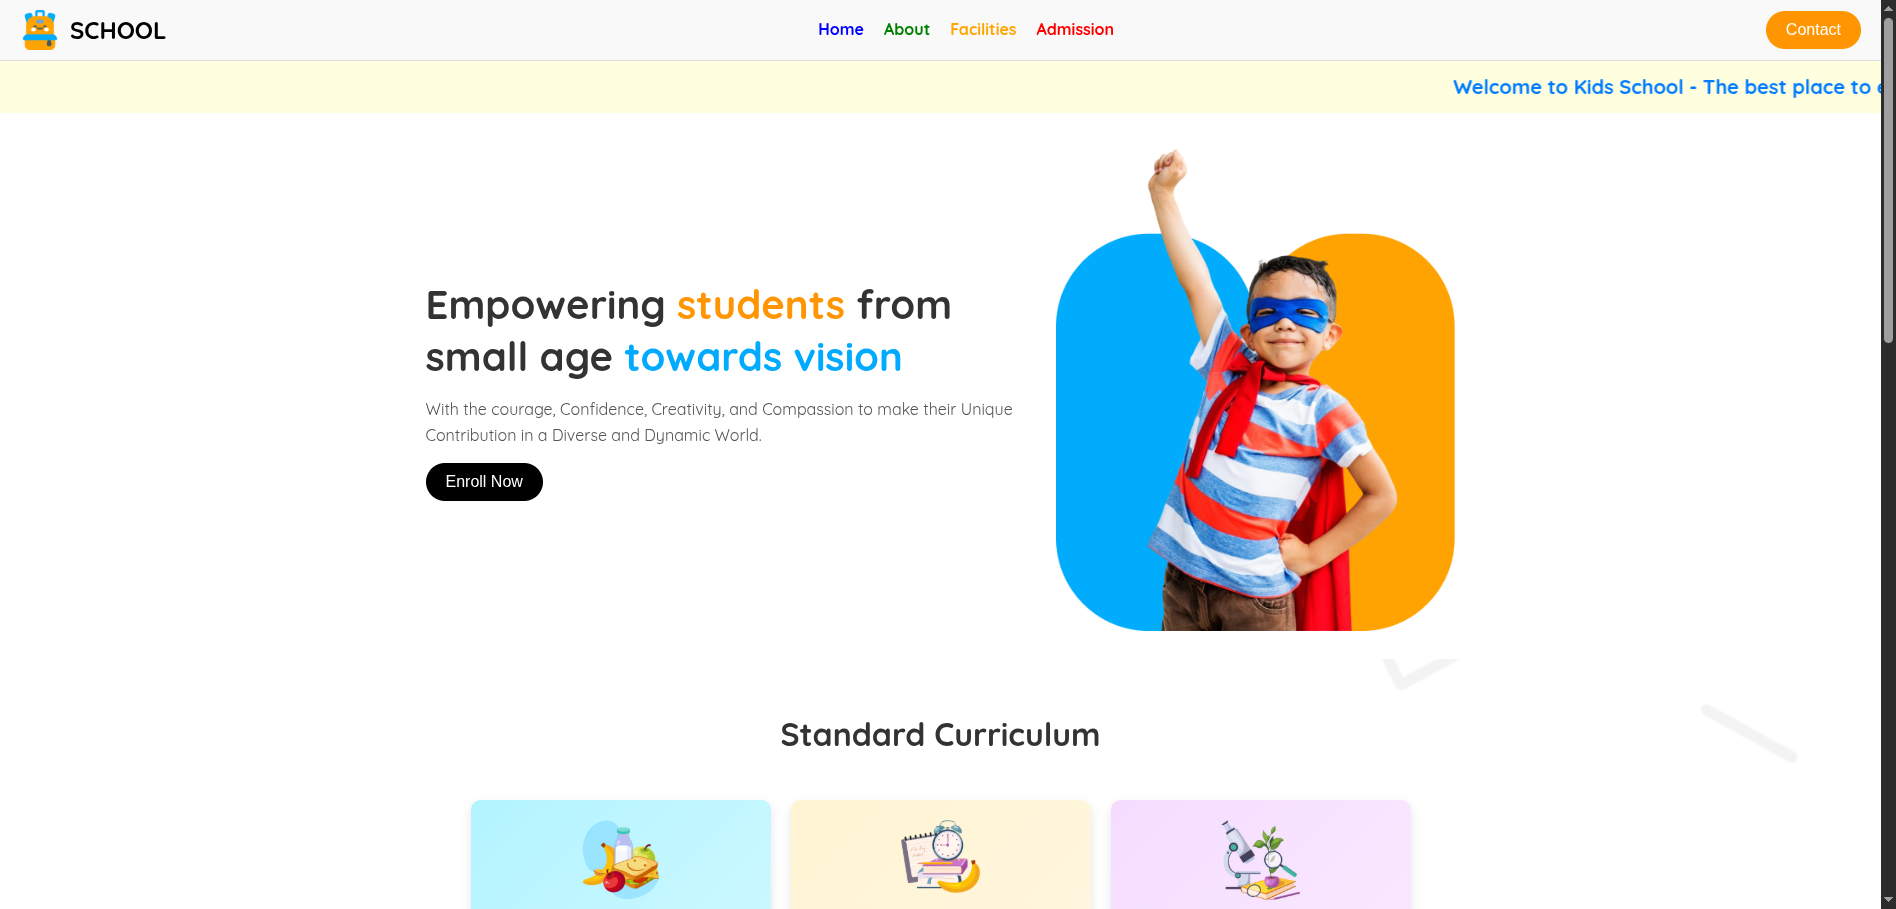 SCHOOL
Home About Facilities Admission
Contact
Welcome to Kids School - The best place to
Empowering students from
small age towards vision
With the courage, Confidence, Creativity, and Compassion to make their Unique
Contribution in a Diverse and Dynamic World.
Enroll Now
Standard Curriculum